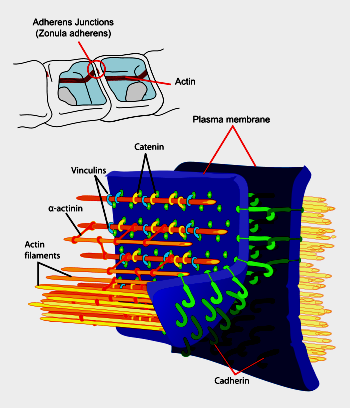 Adherens Junctions
(Zonula adherens)
Actin
Plasma membrane
Catenin
Vinculins
α-actinin
Actin
filaments
Cadherin